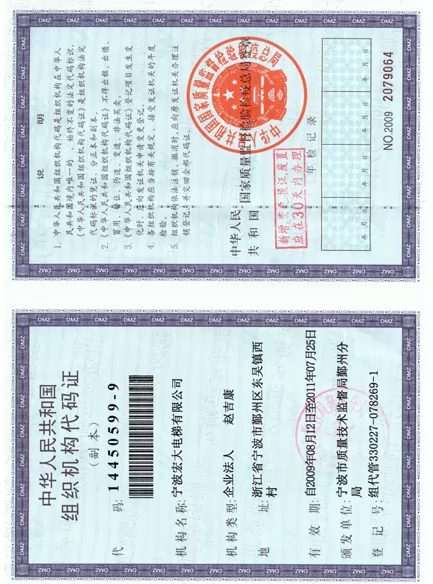 中华人民共和国
组织机构代码证
(副本)
代 码: 14450599-9
机构名称: 宁波宏大电梯有限公司
机构类型: 企业法人 赵吉康
地 址: 浙江省宁波市鄞州区东吴镇西
村
有 效 期: 自2009年08月12日至2011年07月25日
颁发单位: 宁波市质量技术监督局鄞州分
局
登 记 号: 组代管330227-078269-1
说 明
1. 中华人民共和国组织机构代码是组织机构在中华人
民共和国境内唯一的、始终不变的法定代码标识,
《中华人民共和国组织机构代码证》是组织机构法定
代码标识的凭证,分正本和副本。
2. 《中华人民共和国组织机构代码证》不得出租、出借、
冒用、转让、伪造、变造、非法买卖。
3. 《中华人民共和国组织机构代码证》登记项目发生变
化时,应向发证机关申请变更登记。
4. 各组织机构应当按有关规定,接受发证机关的年度
检验。
5. 组织机构依法注销、撤消时,应向原发证机关办理注
销登记,并交回全部代码证。
中华人民
共和国
国家质量监督检验检疫总局签章
中华人民共和国国家质量监督检验检疫总局
应在30天内办理
年检记录
NO.2009 2079064